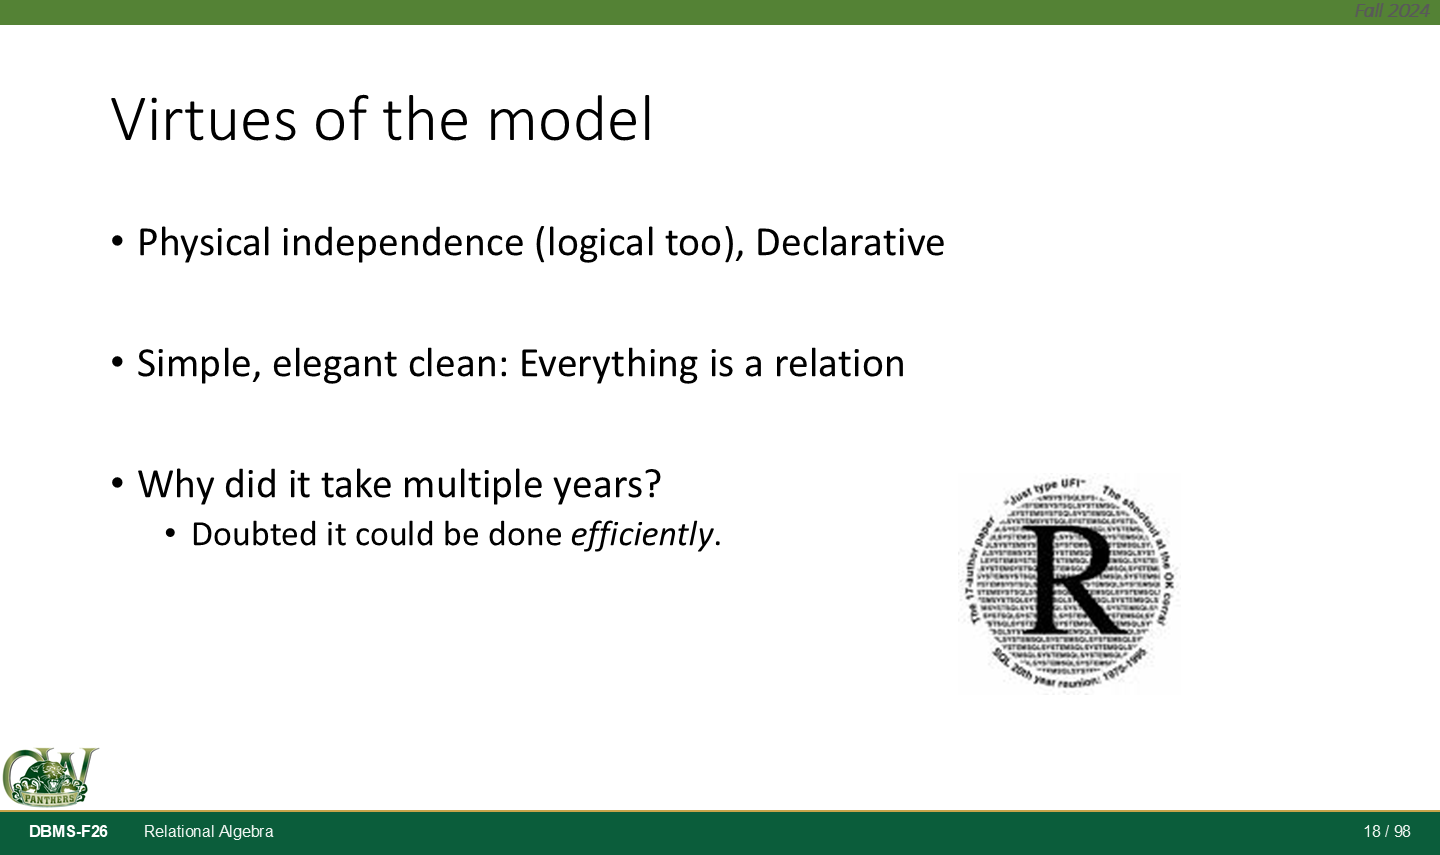 Fall 2024
Virtues of the model
• Physical independence (logical too), Declarative
• Simple, elegant clean: Everything is a relation
• Why did it take multiple years?
• Doubted it could be done efficiently.
"Just type UFI"
The shootout at the OK corral
The 17-author paper
R
SQL 20th year reunion: 1975-1995
PANTHERS
DBMS-F26 Relational Algebra 18 / 98